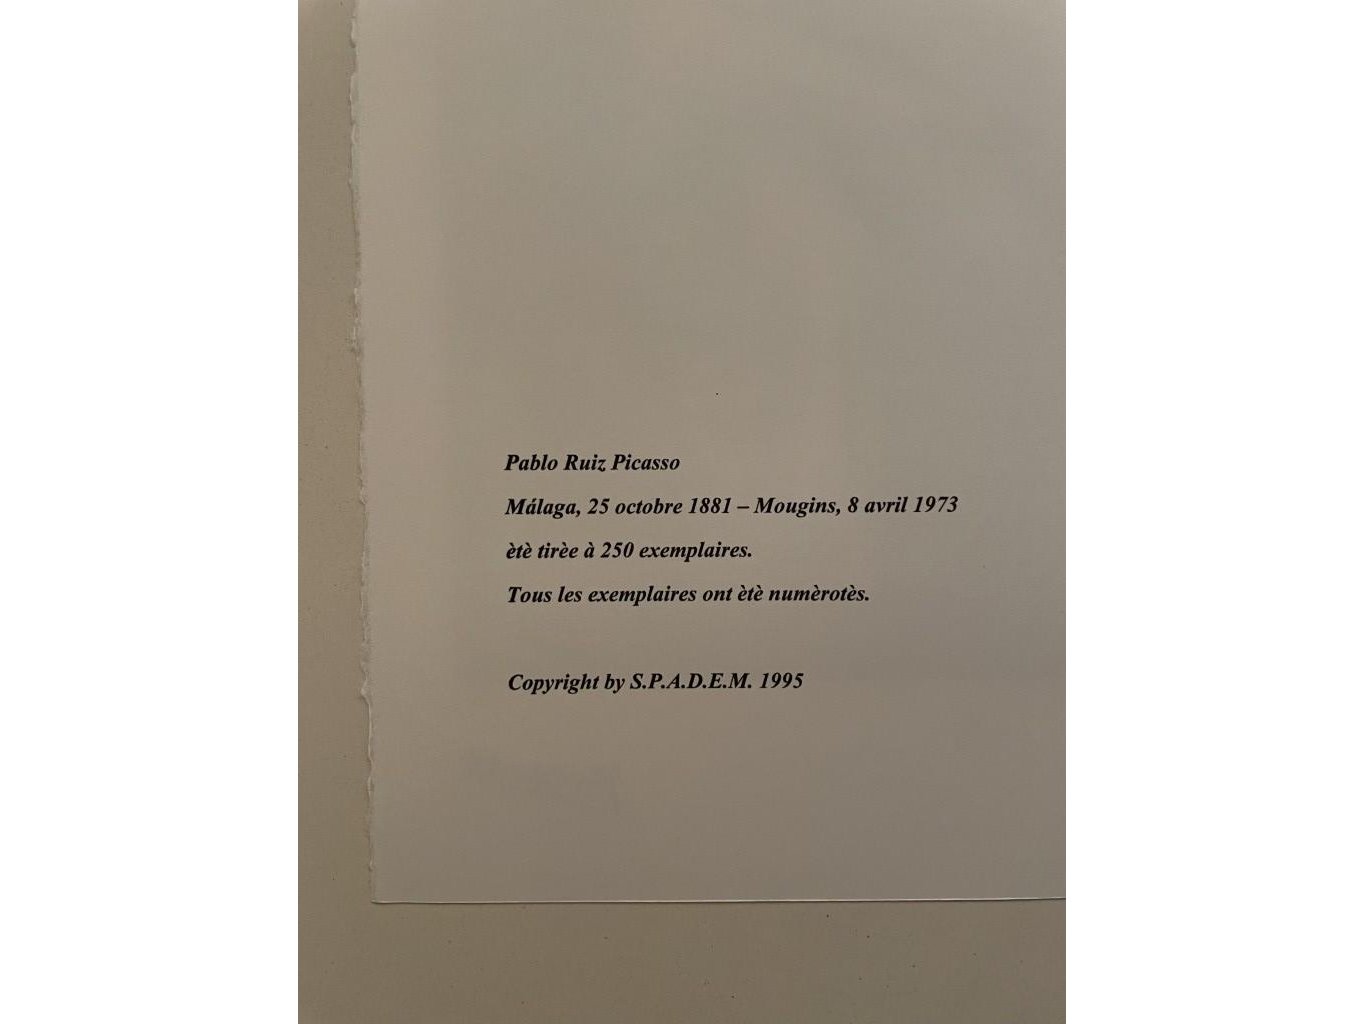 Pablo Ruiz Picasso
Málaga, 25 octobre 1881 – Mougins, 8 avril 1973
ètè tirèe à 250 exemplaires.
Tous les exemplaires ont ètè numèrotès.
Copyright by S.P.A.D.E.M. 1995